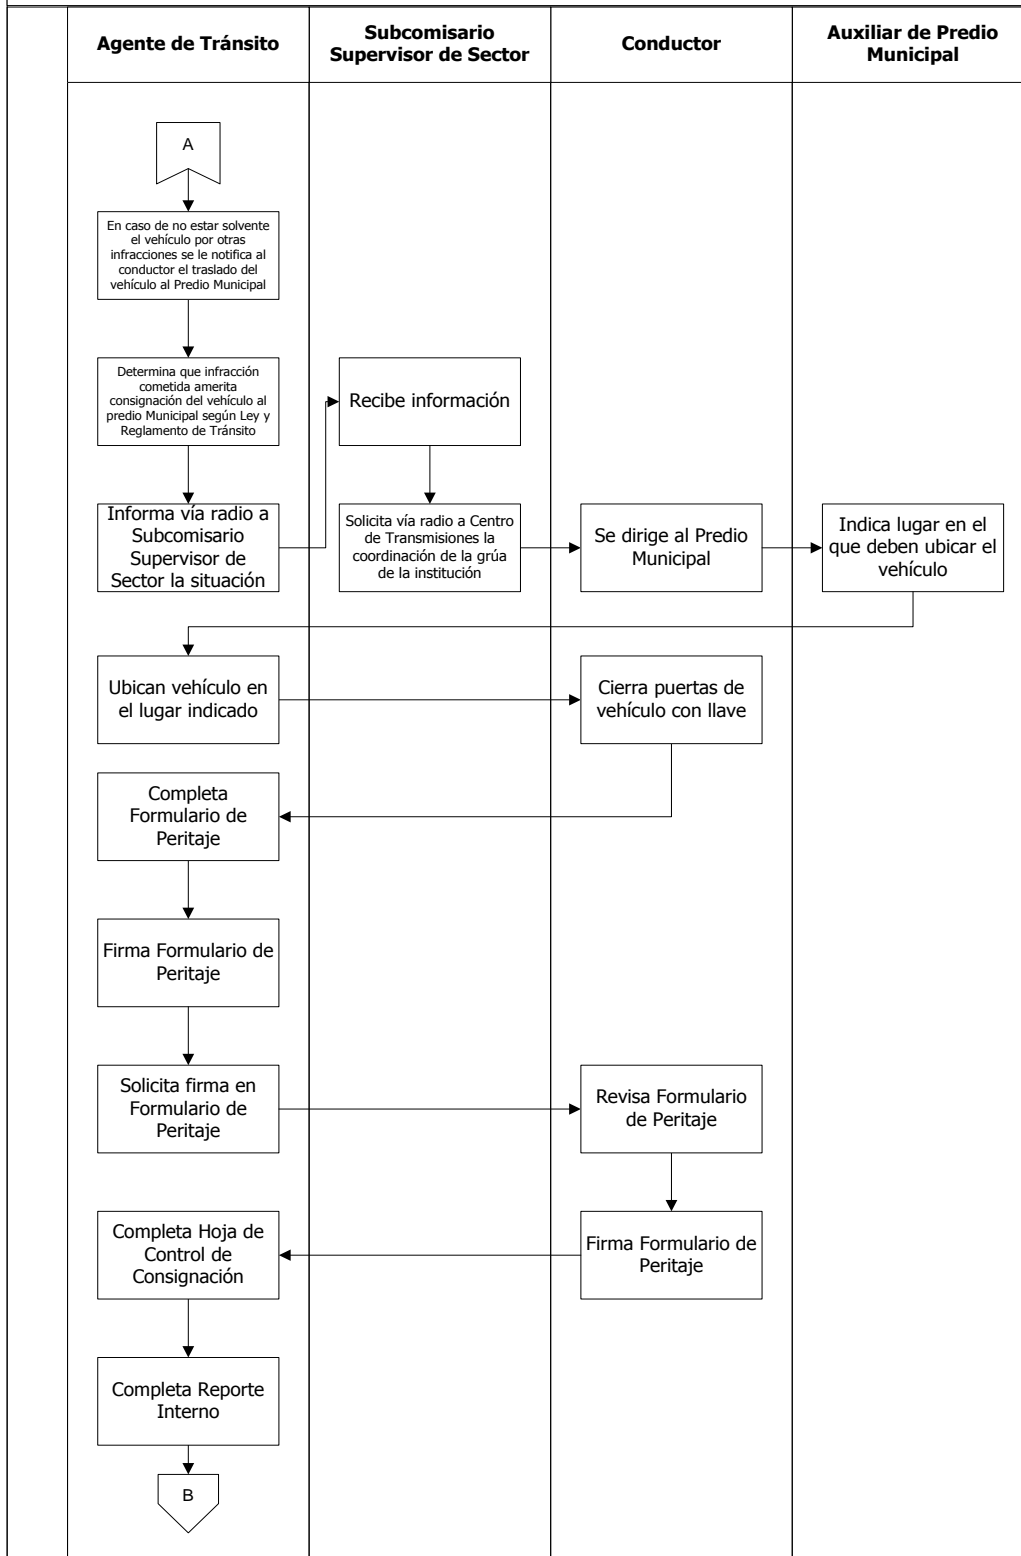 Agente de Tránsito
Subcomisario
Supervisor de Sector
Conductor
Auxiliar de Predio
Municipal
A
En caso de no estar solvente
el vehículo por otras
infracciones se le notifica al
conductor el traslado del
vehículo al Predio Municipal
Determina que infracción
cometida amerita
consignación del vehículo al
predio Municipal según Ley y
Reglamento de Tránsito
Recibe información
Informa vía radio a
Subcomisario
Supervisor de
Sector la situación
Solicita vía radio a Centro
de Transmisiones la
coordinación de la grúa
de la institución
Se dirige al Predio
Municipal
Indica lugar en el
que deben ubicar el
vehículo
Ubican vehículo en
el lugar indicado
Cierra puertas de
vehículo con llave
Completa
Formulario de
Peritaje
Firma Formulario de
Peritaje
Solicita firma en
Formulario de
Peritaje
Revisa Formulario
de Peritaje
Completa Hoja de
Control de
Consignación
Firma Formulario de
Peritaje
Completa Reporte
Interno
B